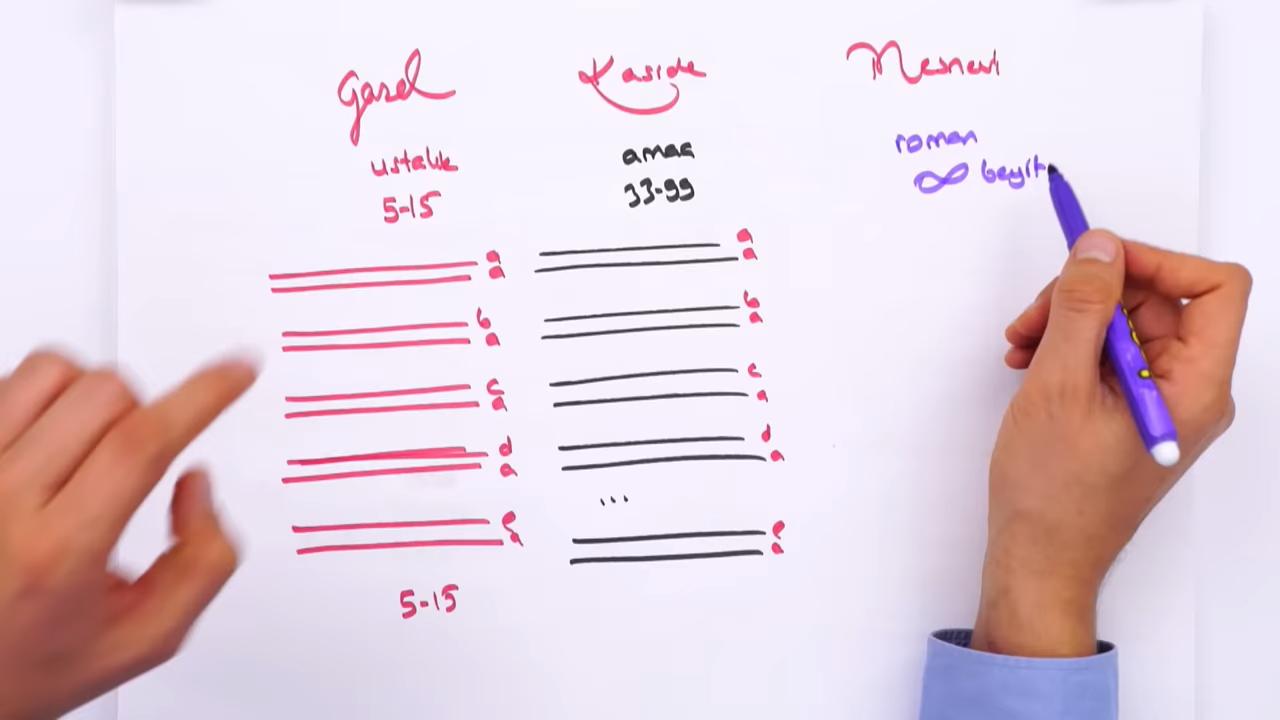 Gazel
ustalık
5-15
a
a
b
a
c
a
d
a
e
a
5-15
Kaside
amaç
33-99
a
a
b
a
c
a
d
a
...
e
a
Mesnevi
roman
∞ beyit